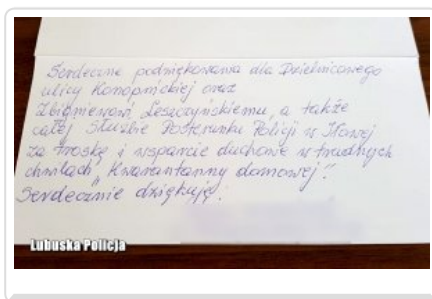 Serdeczne podziękowania dla Dzielnicowego
ulicy Konopnickiej oraz
Zbigniewowi Leszczyńskiemu, a także
całej Służbie Posterunku Policji w Iłowej
za troskę i wsparcie duchowe w trudnych
chwilach „Kwarantanny domowej".
Serdecznie dziękuję!
Lubuska Policja